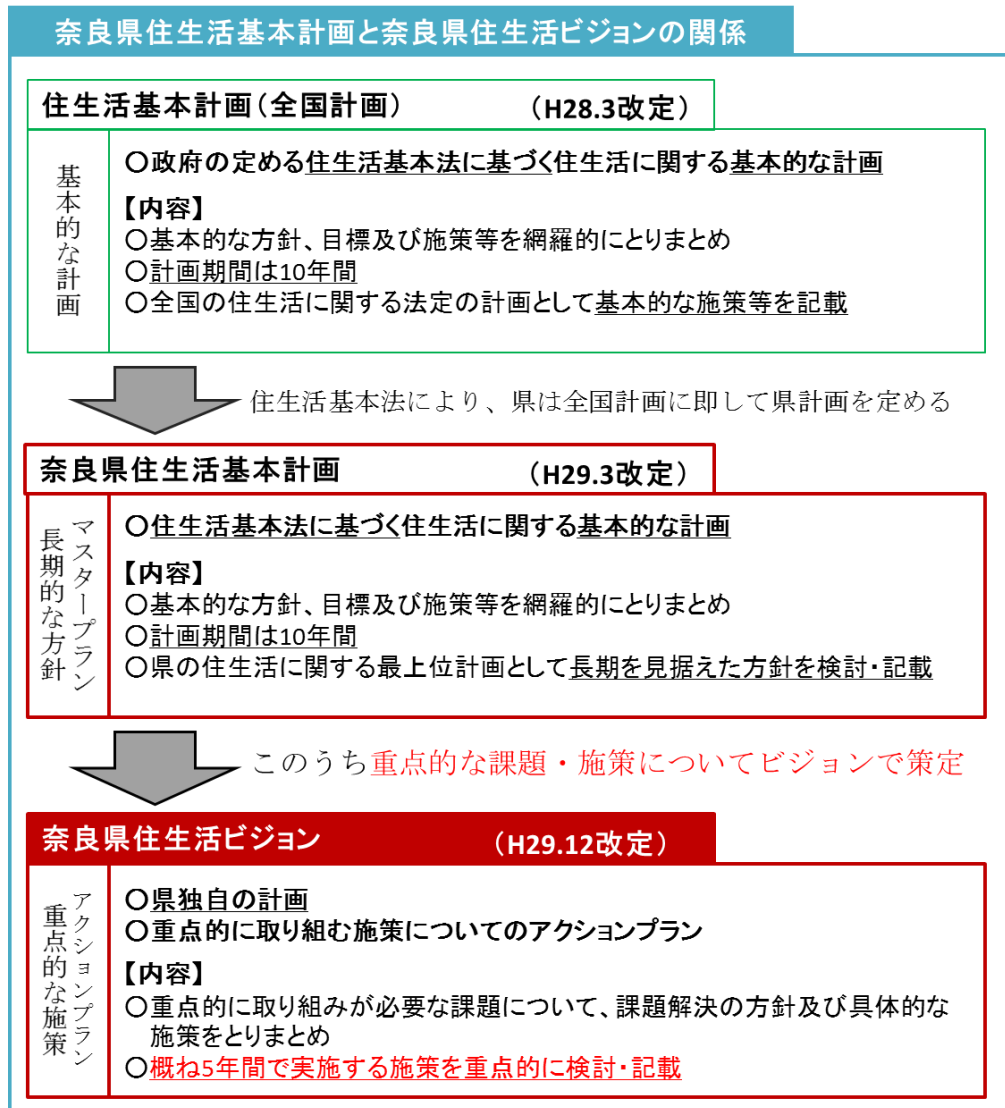 奈良県住生活基本計画と奈良県住生活ビジョンの関係
住生活基本計画（全国計画） （H28.3改定）
基本的な計画
○政府の定める住生活基本法に基づく住生活に関する基本的な計画
【内容】
○基本的な方針、目標及び施策等を網羅的にとりまとめ
○計画期間は10年間
○全国の住生活に関する法定の計画として基本的な施策等を記載
住生活基本法により、県は全国計画に即して県計画を定める
奈良県住生活基本計画 （H29.3改定）
マスタープラン
長期的な方針
○住生活基本法に基づく住生活に関する基本的な計画
【内容】
○基本的な方針、目標及び施策等を網羅的にとりまとめ
○計画期間は10年間
○県の住生活に関する最上位計画として長期を見据えた方針を検討・記載
このうち重点的な課題・施策についてビジョンで策定
奈良県住生活ビジョン （H29.12改定）
アクションプラン
重点的な施策
○県独自の計画
○重点的に取り組む施策についてのアクションプラン
【内容】
○重点的に取り組みが必要な課題について、課題解決の方針及び具体的な
施策をとりまとめ
○概ね5年間で実施する施策を重点的に検討・記載